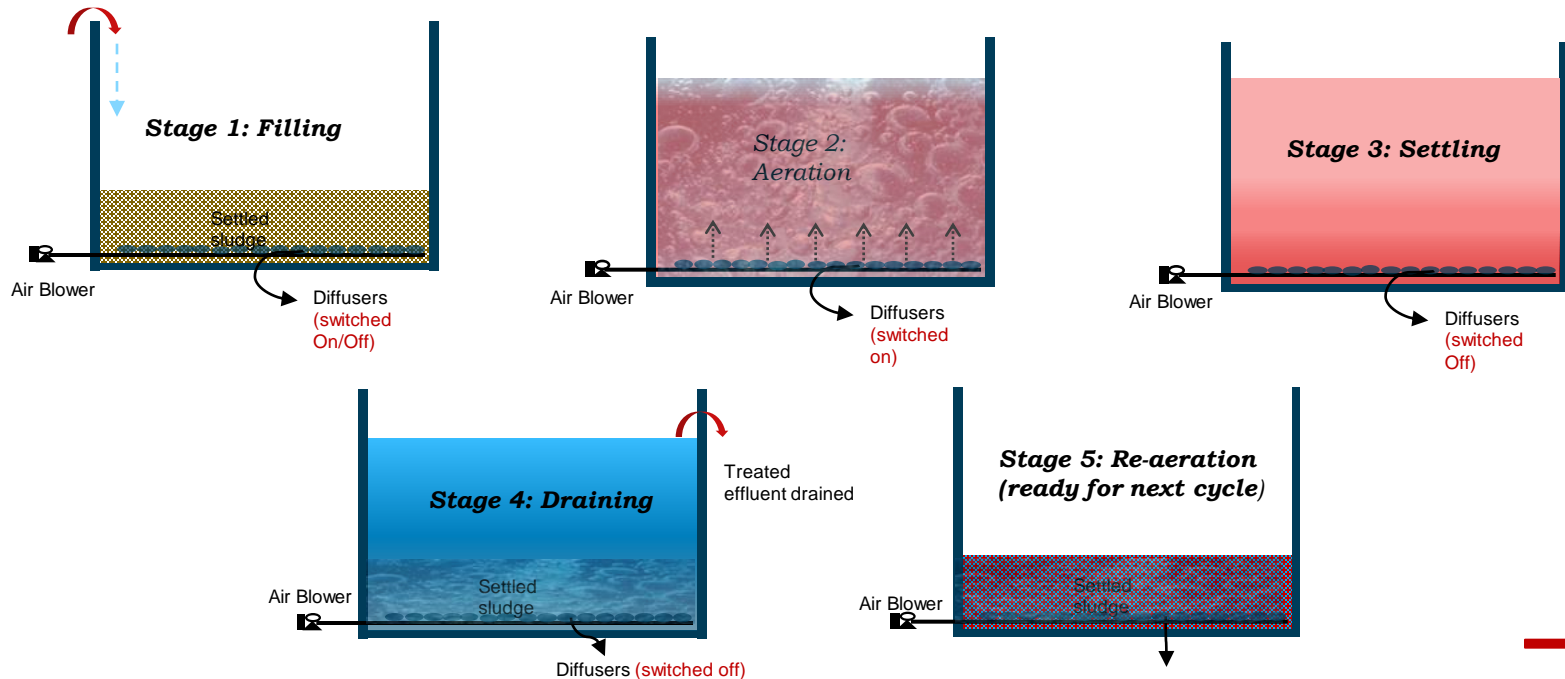 Stage 1: Filling
Settled
sludge
Air Blower
Diffusers
(switched
On/Off)
Stage 2:
Aeration
Air Blower
Diffusers
(switched
on)
Stage 3: Settling
Air Blower
Diffusers
(switched
Off)
Stage 4: Draining
Treated
effluent drained
Settled
sludge
Air Blower
Diffusers (switched off)
Stage 5: Re-aeration
(ready for next cycle)
Settled
sludge
Air Blower